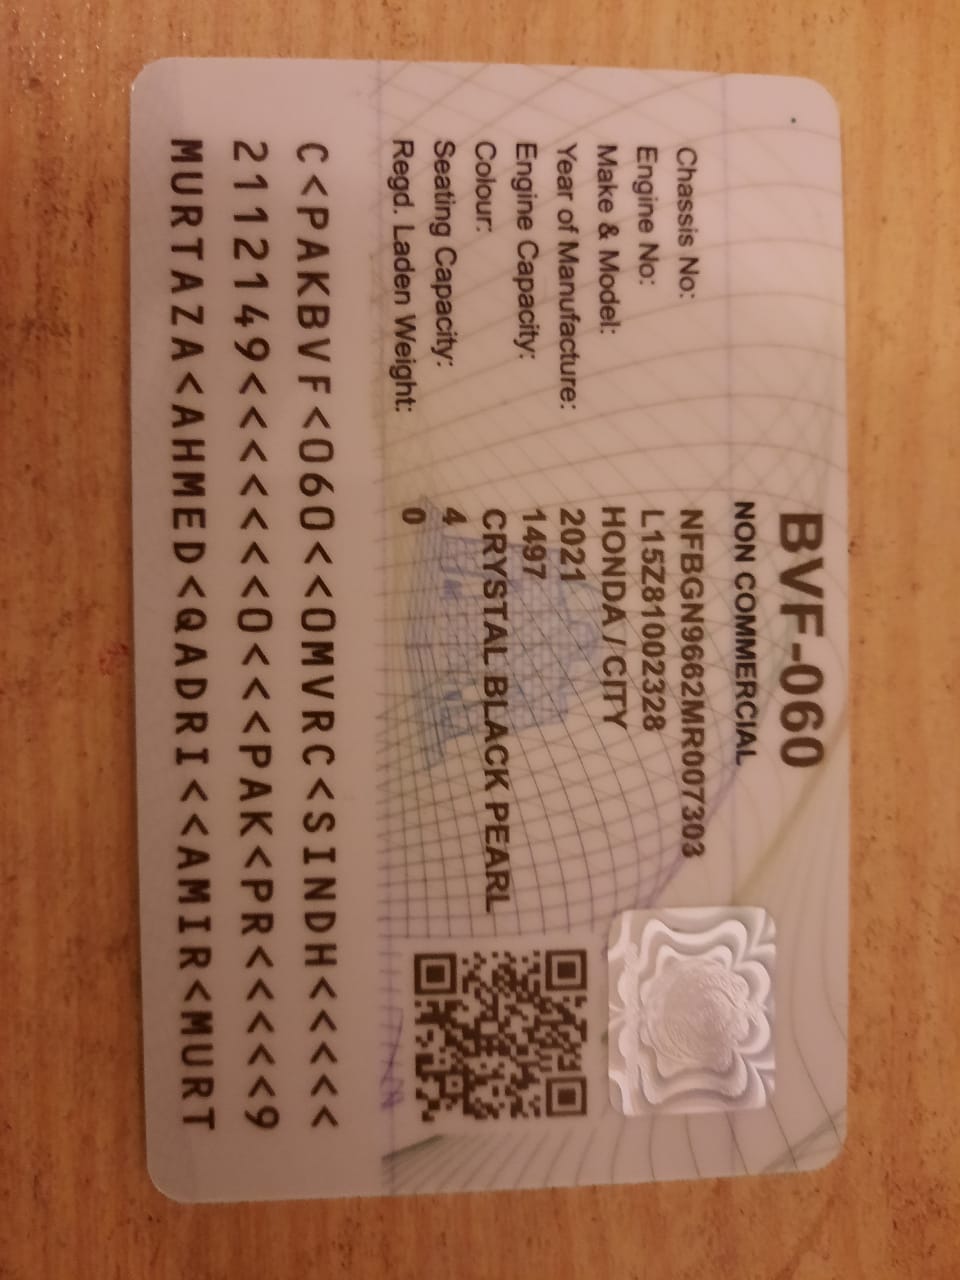 BVF-060
NON COMMERCIAL
Chassis No: NFBGN9662MR007303
Engine No: L15Z81002328
Make & Model: HONDA / CITY
Year of Manufacture: 2021
Engine Capacity: 1497
Colour: CRYSTAL BLACK PEARL
Seating Capacity: 4
Regd. Laden Weight: 0
C<PAKBVF<060<<0MVRC<SINDH<<<<<
21121149<<<<<<<0<<<PAK<PR<<<<<9
MURTAZA<AHMED<QADRI<<AMIR<MURT